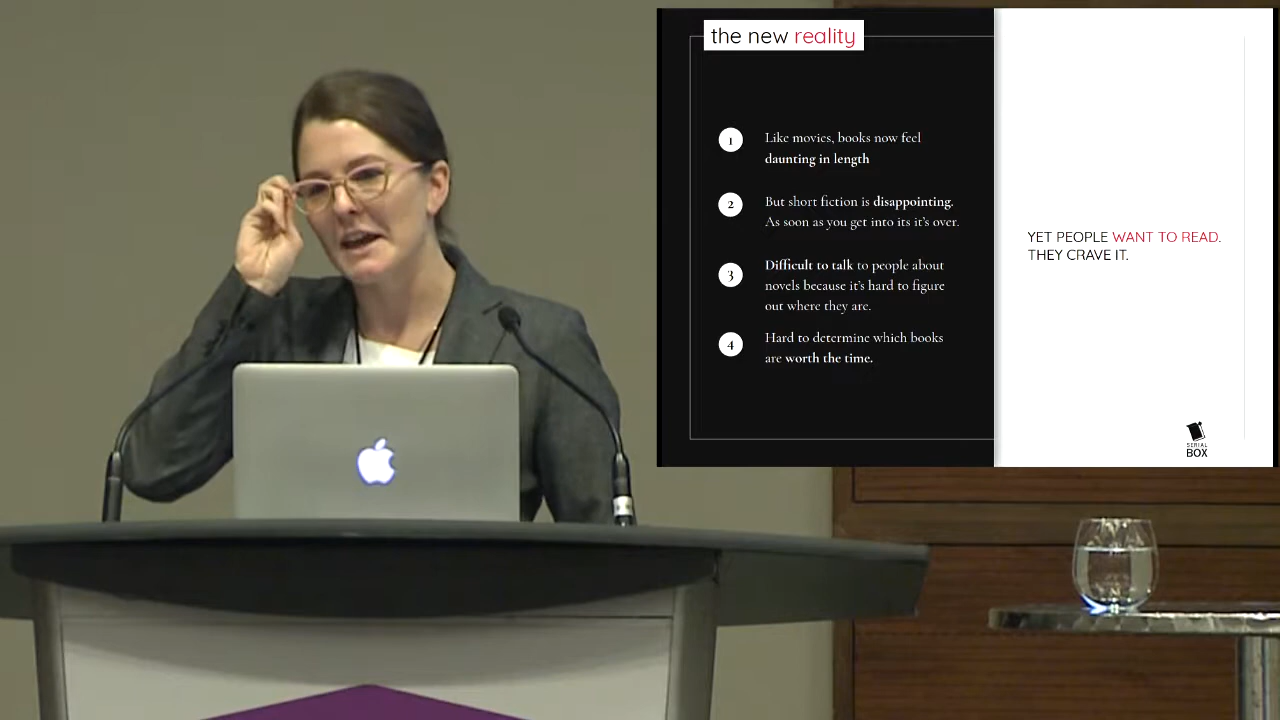 the new reality
1 Like movies, books now feel
daunting in length
2 But short fiction is disappointing.
As soon as you get into its it's over.
3 Difficult to talk to people about
novels because it's hard to figure
out where they are.
4 Hard to determine which books
are worth the time.
YET PEOPLE WANT TO READ.
THEY CRAVE IT.
SERIAL
BOX